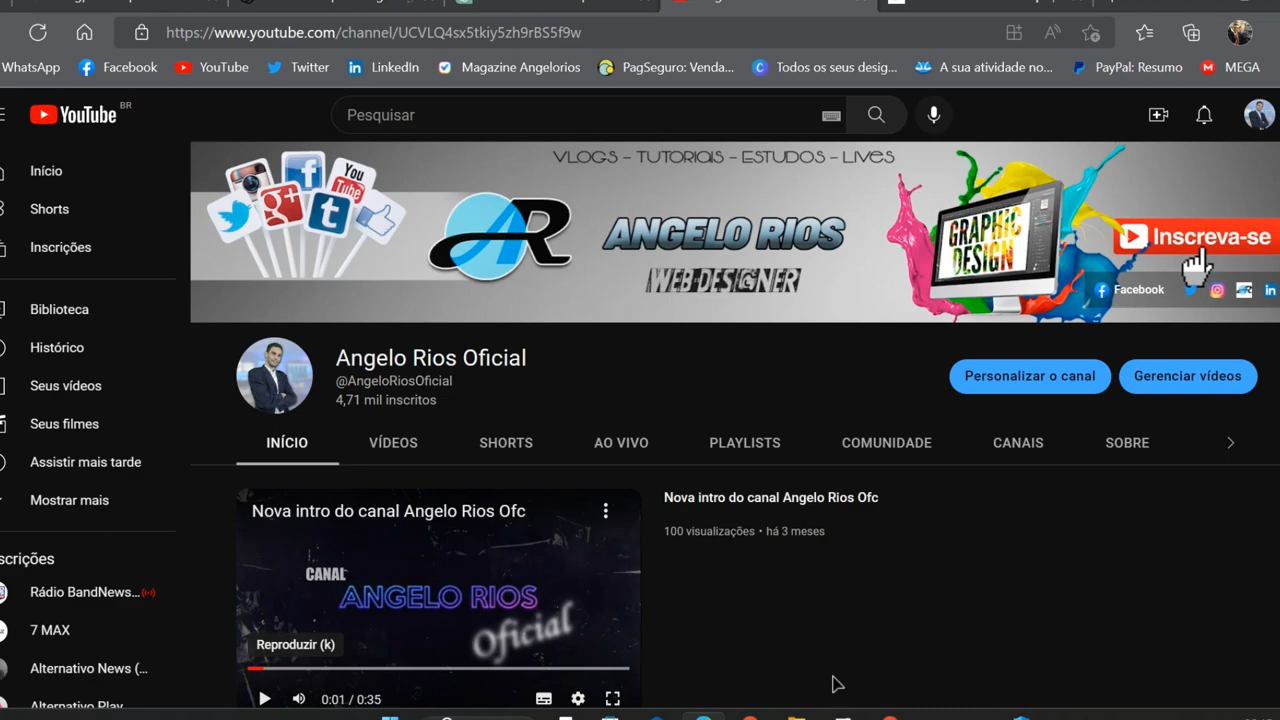 https://www.youtube.com/channel/UCVLQ4sx5tkiy5zh9rBS5f9w
WhatsApp
Facebook
YouTube
Twitter
LinkedIn
Magazine Angelorios
PagSeguro: Venda...
Todos os seus desig...
A sua atividade no...
PayPal: Resumo
MEGA
YouTube BR
Pesquisar
Início
Shorts
Inscrições
Biblioteca
Histórico
Seus vídeos
Seus filmes
Assistir mais tarde
Mostrar mais
scrições
Rádio BandNews...
7 MAX
Alternativo News (...
Alternativo Play
VLOGS - TUTORIAIS - ESTUDOS - LIVES
You
Tube
ANGELO RIOS
WEB-DESIGNER
GRAPHIC
DESIGN
Inscreva-se
Facebook
Angelo Rios Oficial
@AngeloRiosOficial
4,71 mil inscritos
Personalizar o canal
Gerenciar vídeos
INÍCIO
VÍDEOS
SHORTS
AO VIVO
PLAYLISTS
COMUNIDADE
CANAIS
SOBRE
Nova intro do canal Angelo Rios Ofc
CANAL
ANGELO RIOS
Oficial
Reproduzir (k)
0:01 / 0:35
Nova intro do canal Angelo Rios Ofc
100 visualizações • há 3 meses